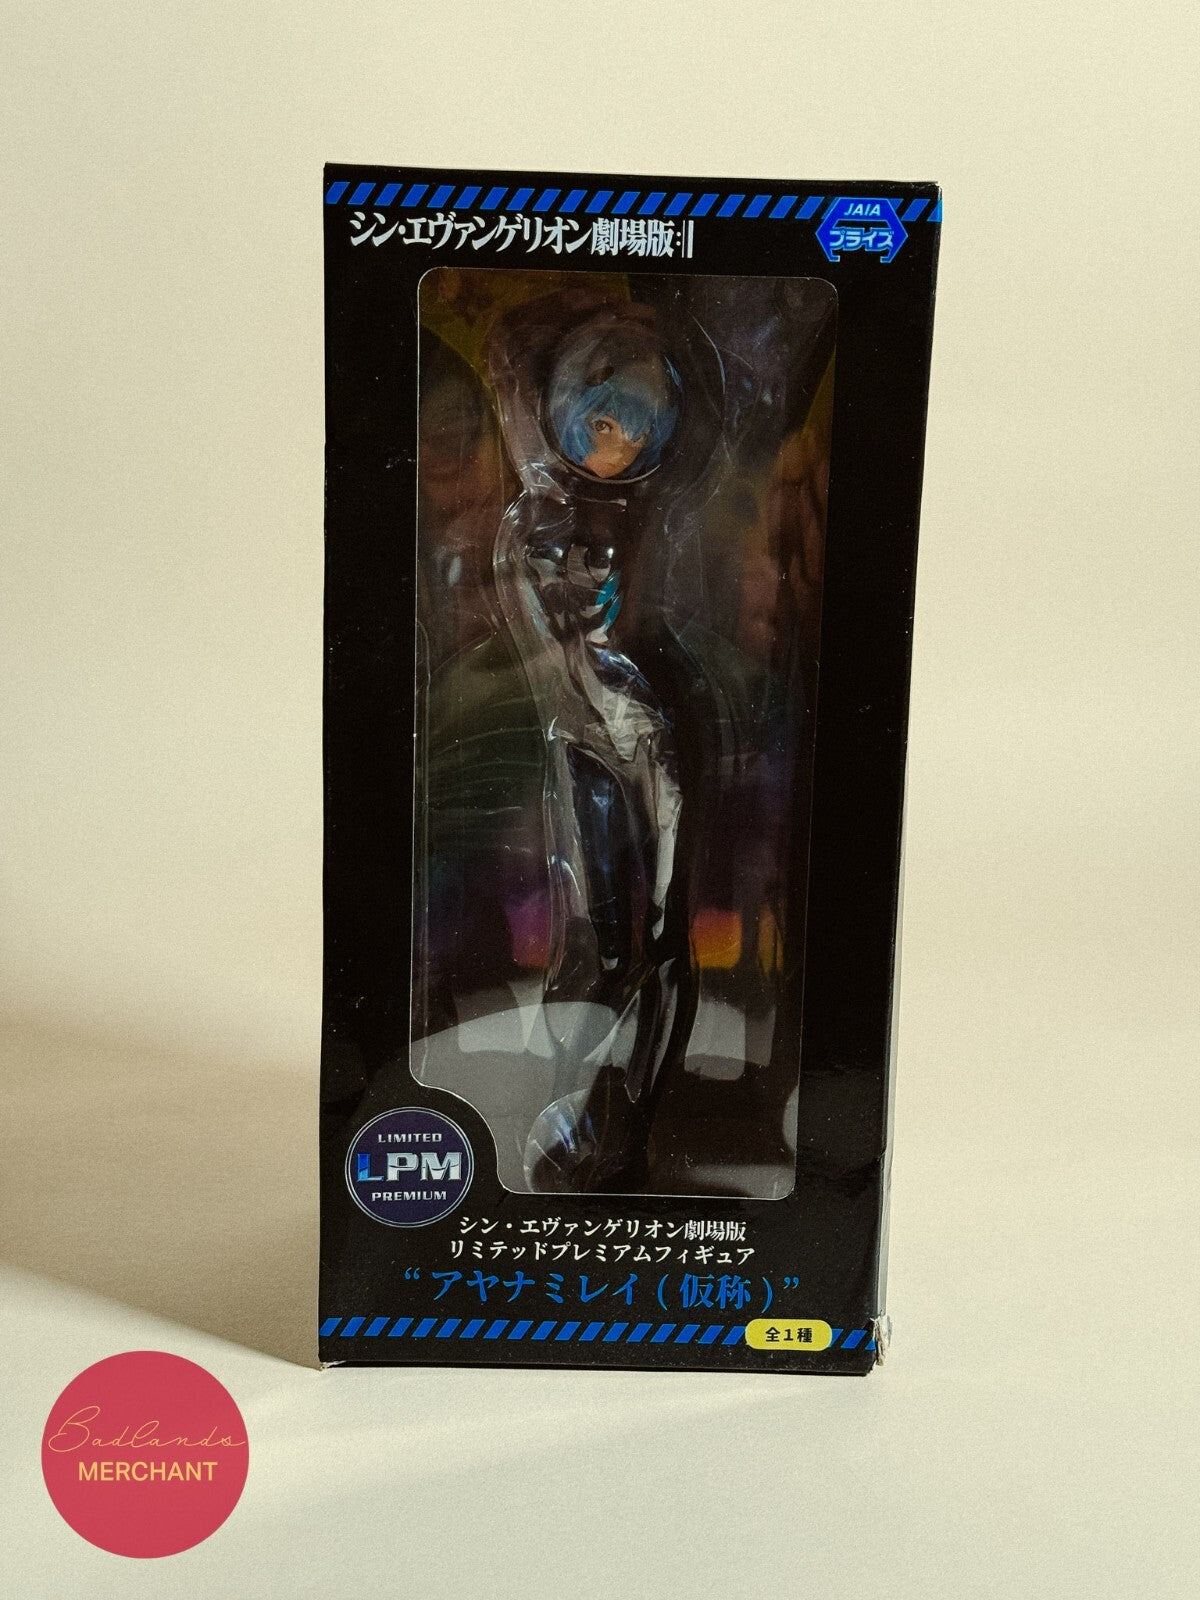 シン・エヴァンゲリオン劇場版:||
JAIA
プライズ
LIMITED
LPM
PREMIUM
シン・エヴァンゲリオン劇場版
リミテッドプレミアムフィギュア
“アヤナミレイ(仮称)”
全1種
Badlands
MERCHANT